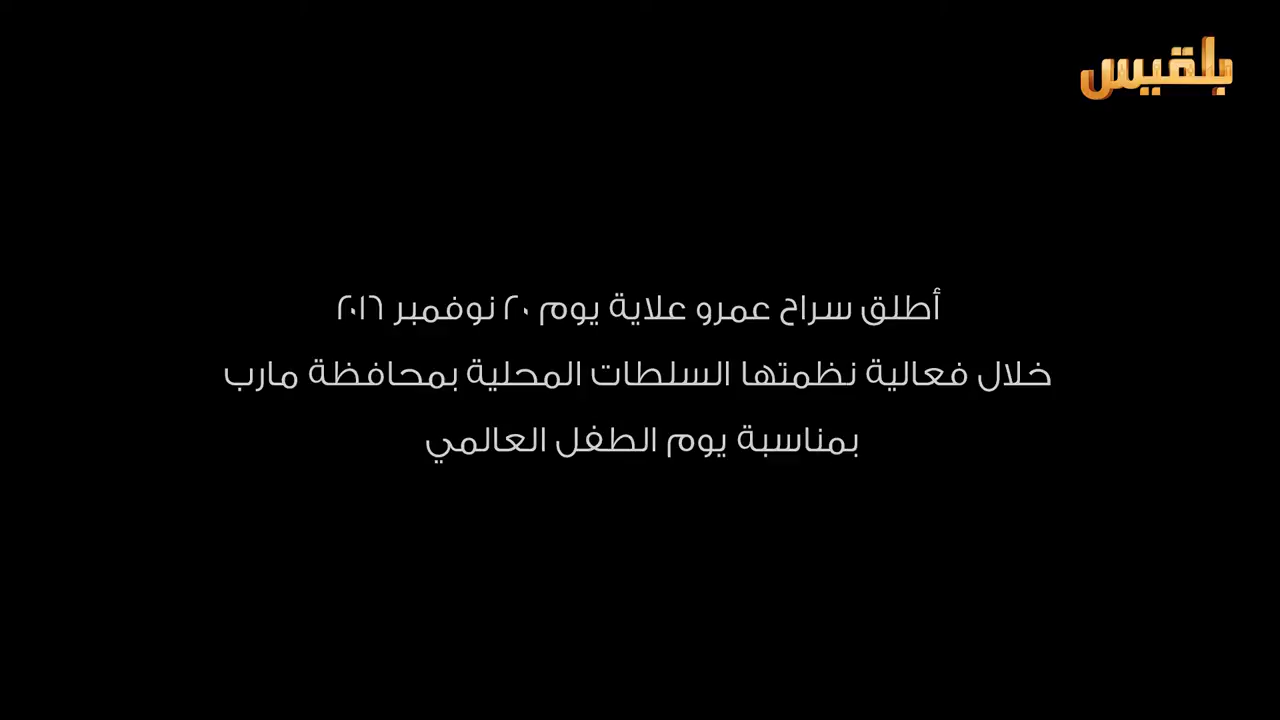 بلقيس
أطلق سراح عمرو علاية يوم ٢٠ نوفمبر ٢٠١٦
خلال فعالية نظمتها السلطات المحلية بمحافظة مارب
بمناسبة يوم الطفل العالمي